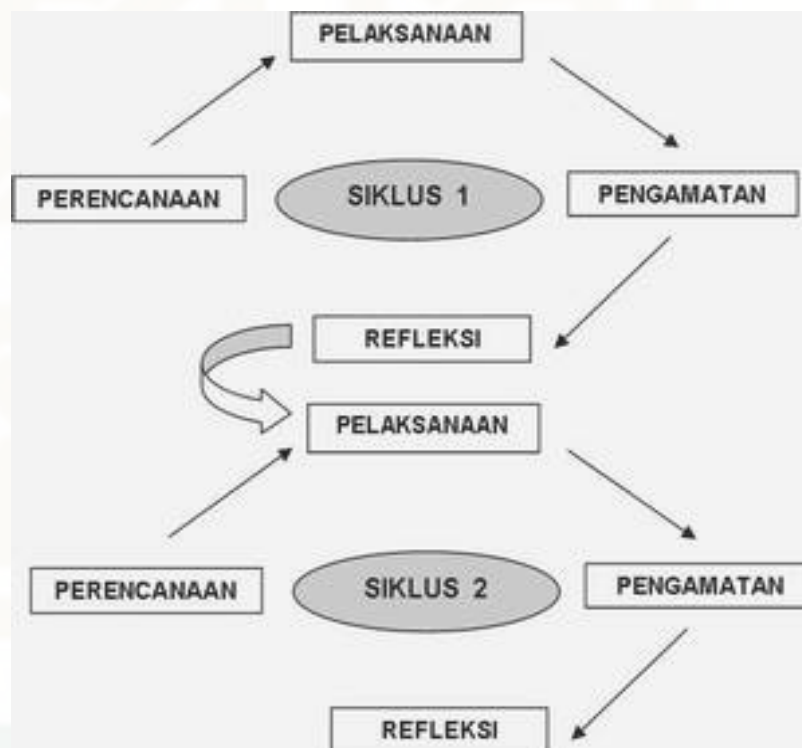 PELAKSANAAN
PERENCANAAN
SIKLUS 1
PENGAMATAN
REFLEKSI
PELAKSANAAN
PERENCANAAN
SIKLUS 2
PENGAMATAN
REFLEKSI